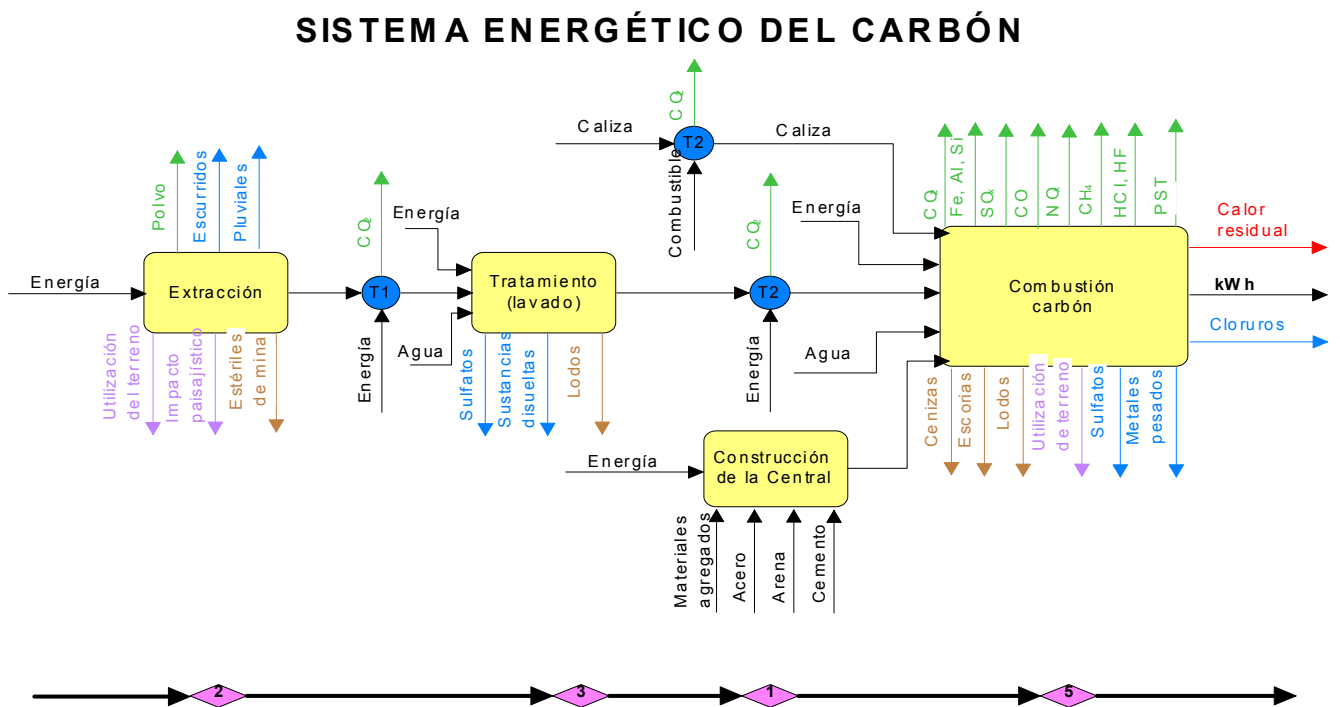 SISTEMA ENERGÉTICO DEL CARBÓN
CO2
Caliza
T2
Caliza
Combustible
Polvo
Escurridos
Pluviales
CO2
Energía
CO2
Energía
CO2
Fe, Al, Si
SOx
CO
NOx
CH4
HCl, HF
PST
Calor
residual
Energía
Extracción
T1
Tratamiento
(lavado)
T2
Combustión
carbón
kWh
Cloruros
Utilización
del terreno
Impacto
paisajístico
Estériles
de mina
Energía
Agua
Sulfatos
Sustancias
disueltas
Lodos
Energía
Agua
Cenizas
Escorias
Lodos
Utilización
de terreno
Sulfatos
Metales
pesados
Energía
Construcción
de la Central
Materiales
agregados
Acero
Arena
Cemento
2
3
1
5